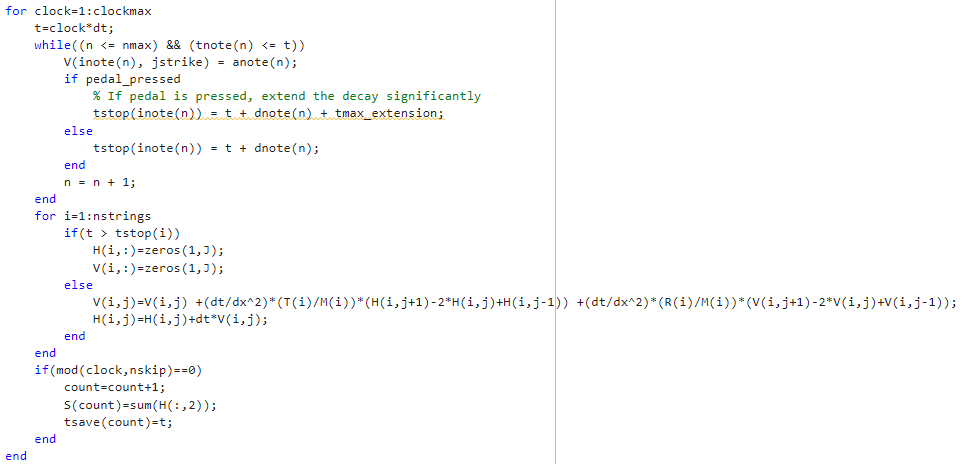 for clock=1:clockmax
    t=clock*dt;
    while((n <= nmax) && (tnote(n) <= t))
        V(inote(n), jstrike) = anote(n);
        if pedal_pressed
            % If pedal is pressed, extend the decay significantly
            tstop(inote(n)) = t + dnote(n) + tmax_extension;
        else
            tstop(inote(n)) = t + dnote(n);
        end
        n = n + 1;
    end
    for i=1:nstrings
        if(t > tstop(i))
            H(i,:)=zeros(1,J);
            V(i,:)=zeros(1,J);
        else
            V(i,j)=V(i,j) +(dt/dx^2)*(T(i)/M(i))*(H(i,j+1)-2*H(i,j)+H(i,j-1)) +(dt/dx^2)*(R(i)/M(i))*(V(i,j+1)-2*V(i,j)+V(i,j-1));
            H(i,j)=H(i,j)+dt*V(i,j);
        end
    end
    if(mod(clock,nskip)==0)
        count=count+1;
        S(count)=sum(H(:,2));
        tsave(count)=t;
    end
end